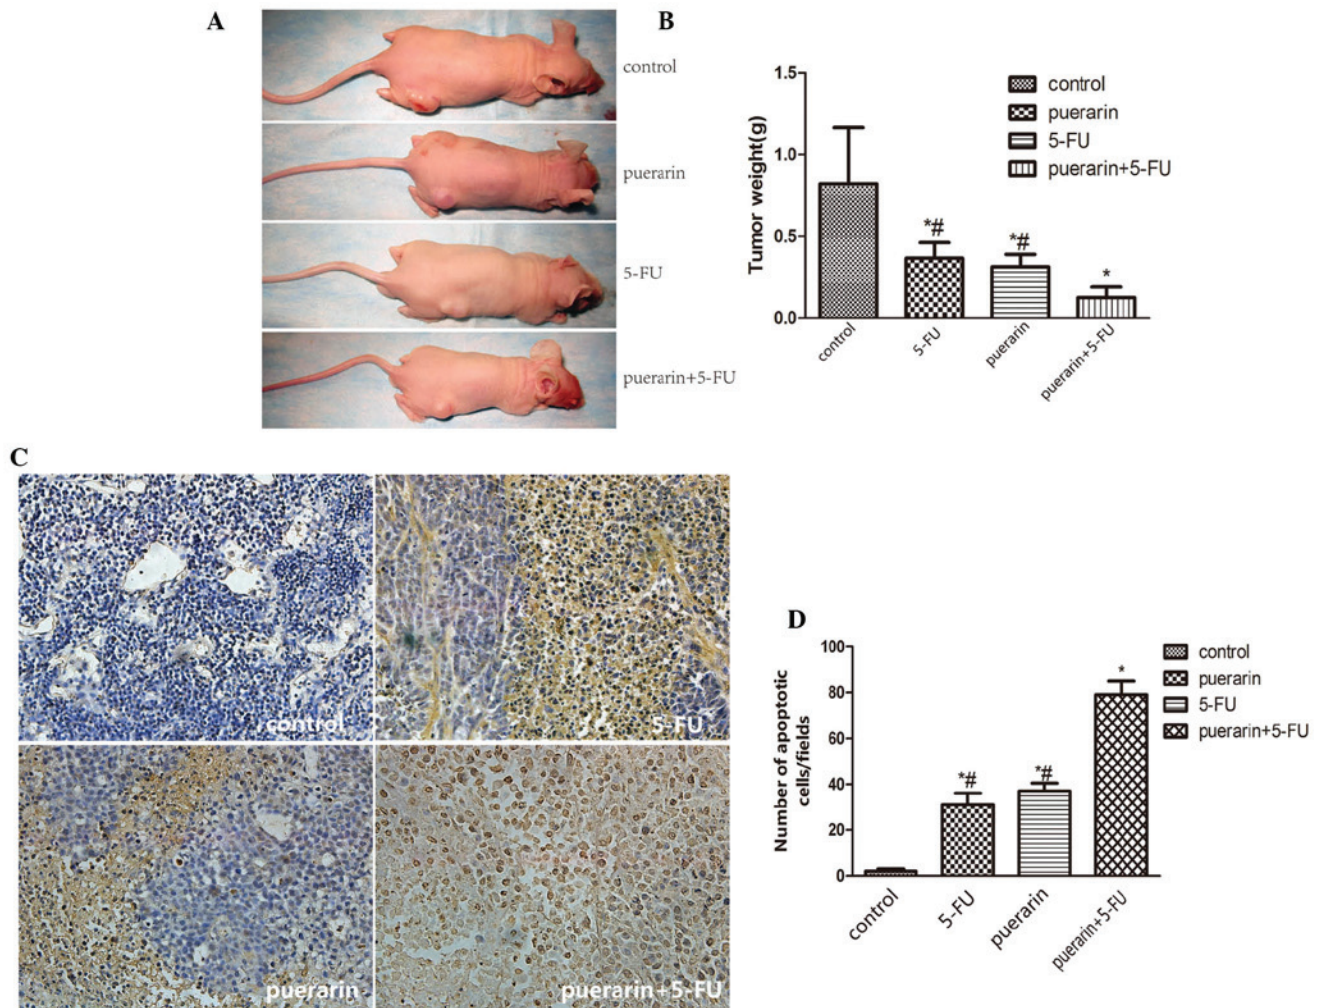 A
control
puerarin
5-FU
puerarin+5-FU
B
Tumor weight(g)
1.5
1.0
0.5
0.0
*#
*#
*
control
5-FU
puerarin
puerarin+5-FU
control
puerarin
5-FU
puerarin+5-FU
C
control
5-FU
puerarin
puerarin+5-FU
D
Number of apoptotic
cells/fields
100
80
60
40
20
0
*#
*#
*
control
5-FU
puerarin
puerarin+5-FU
control
puerarin
5-FU
puerarin+5-FU